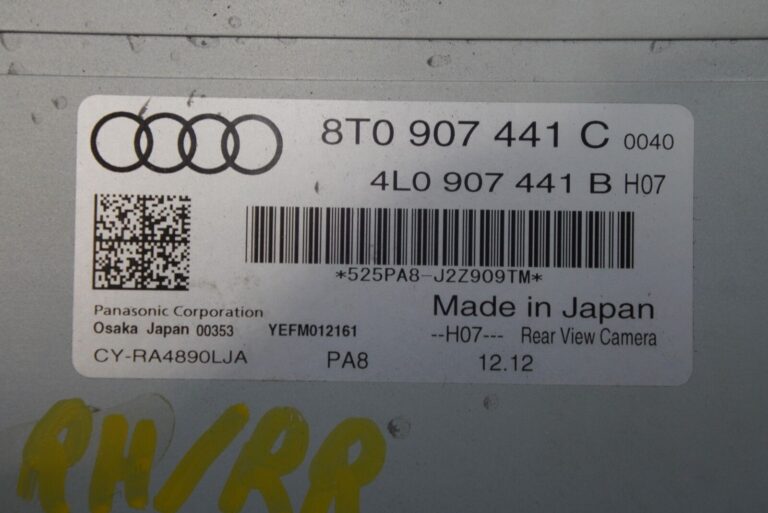 8T0 907 441 C 0040
4L0 907 441 B H07
*525PA8-J2Z909TM*
Panasonic Corporation
Made in Japan
Osaka Japan 00353 YEFM012161
--H07--- Rear View Camera
CY-RA4890LJA PA8 12.12
RH/RR